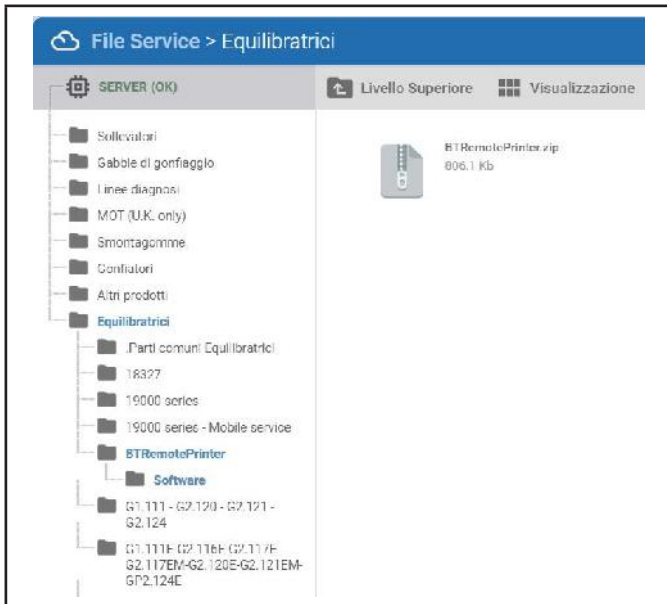 File Service > Equilibratrici
SERVER (OK)
Livello Superiore
Visualizzazione
Sollevatori
Gabbie di gonfiaggio
Linee diagnosi
MOT (U.K. only)
Smontagomme
Gonfiatori
Altri prodotti
Equilibratrici
.Parti comuni Equilibratrici
18327
19000 series
19000 series - Mobile service
BTRemotePrinter
Software
G1.111 - G2.120 - G2.121 -
G2.124
G1.111E-G2.116E-G2.117E-
G2.117EM-G2.120E-G2.121EM-
GP2.124E
BTRemotePrinter.zip
806.1 Kb